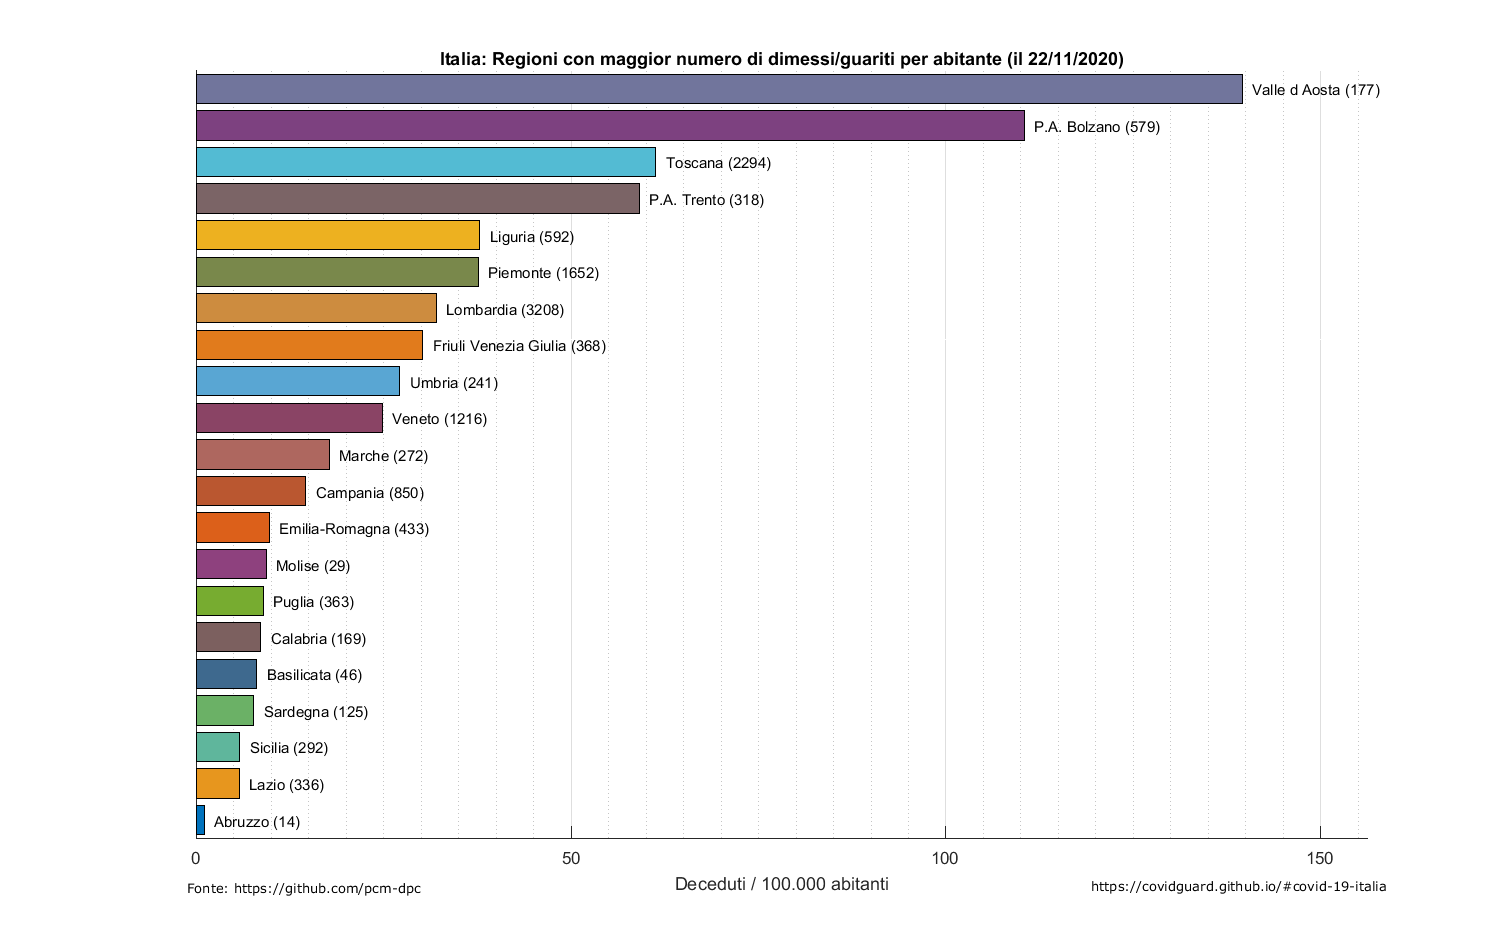 Italia: Regioni con maggior numero di dimessi/guariti per abitante (il 22/11/2020)
Valle d Aosta (177)
P.A. Bolzano (579)
Toscana (2294)
P.A. Trento (318)
Liguria (592)
Piemonte (1652)
Lombardia (3208)
Friuli Venezia Giulia (368)
Umbria (241)
Veneto (1216)
Marche (272)
Campania (850)
Emilia-Romagna (433)
Molise (29)
Puglia (363)
Calabria (169)
Basilicata (46)
Sardegna (125)
Sicilia (292)
Lazio (336)
Abruzzo (14)
0 50 100 150
Deceduti / 100.000 abitanti
Fonte: https://github.com/pcm-dpc
https://covidguard.github.io/#covid-19-italia